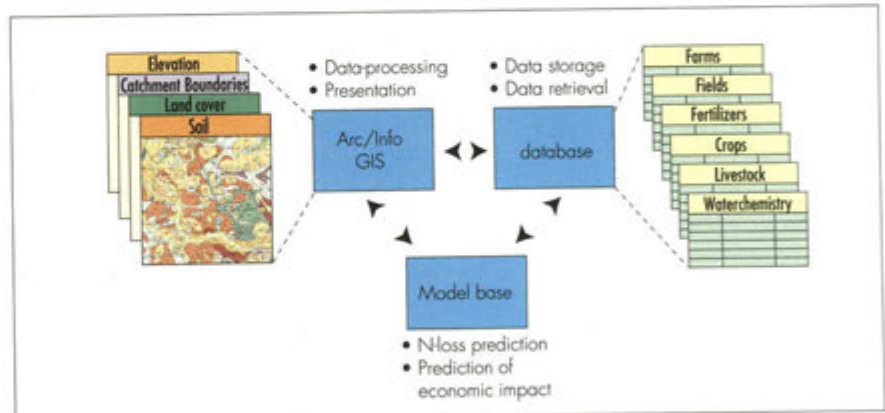 Elevation
Catchment Boundaries
Land cover
Soil
• Data-processing
• Presentation
Arc/Info
GIS
• Data storage
• Data retrieval
database
Farms
Fields
Fertilizers
Crops
Livestock
Waterchemistry
Model base
• N-loss prediction
• Prediction of
economic impact